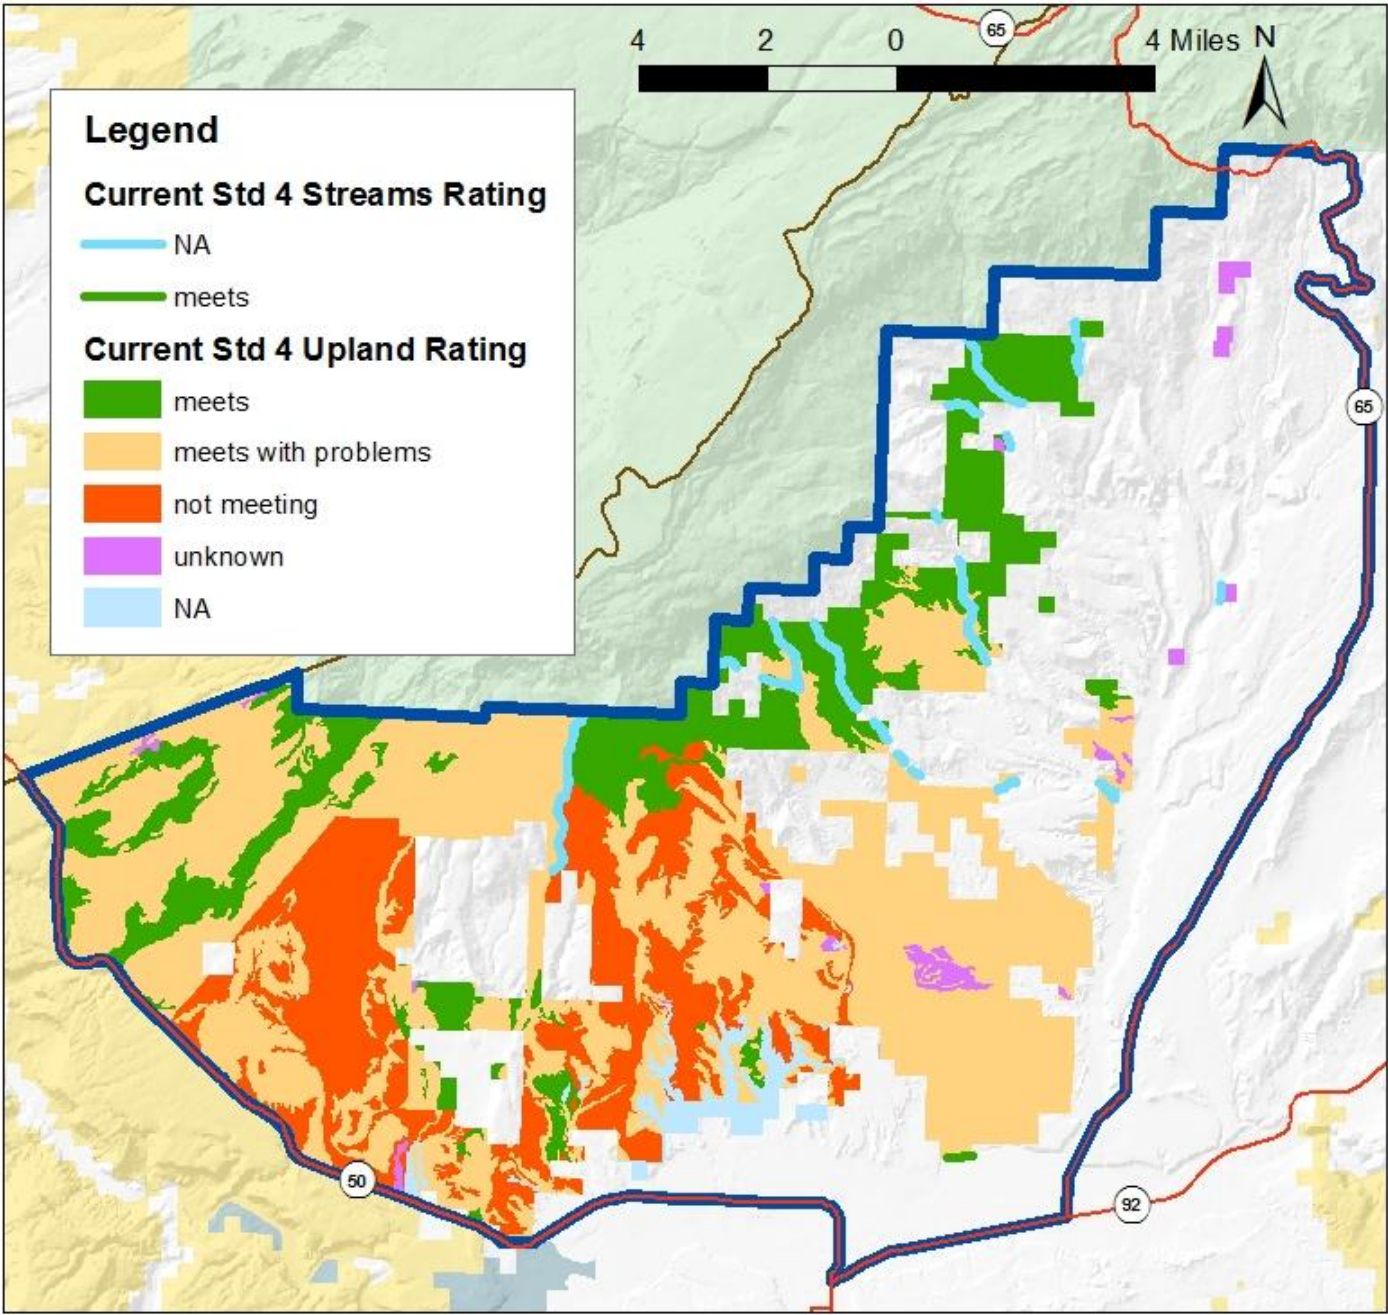 65
4 2 0 4 Miles N
Legend
Current Std 4 Streams Rating
NA
meets
Current Std 4 Upland Rating
meets
meets with problems
not meeting
unknown
NA
65
50
92